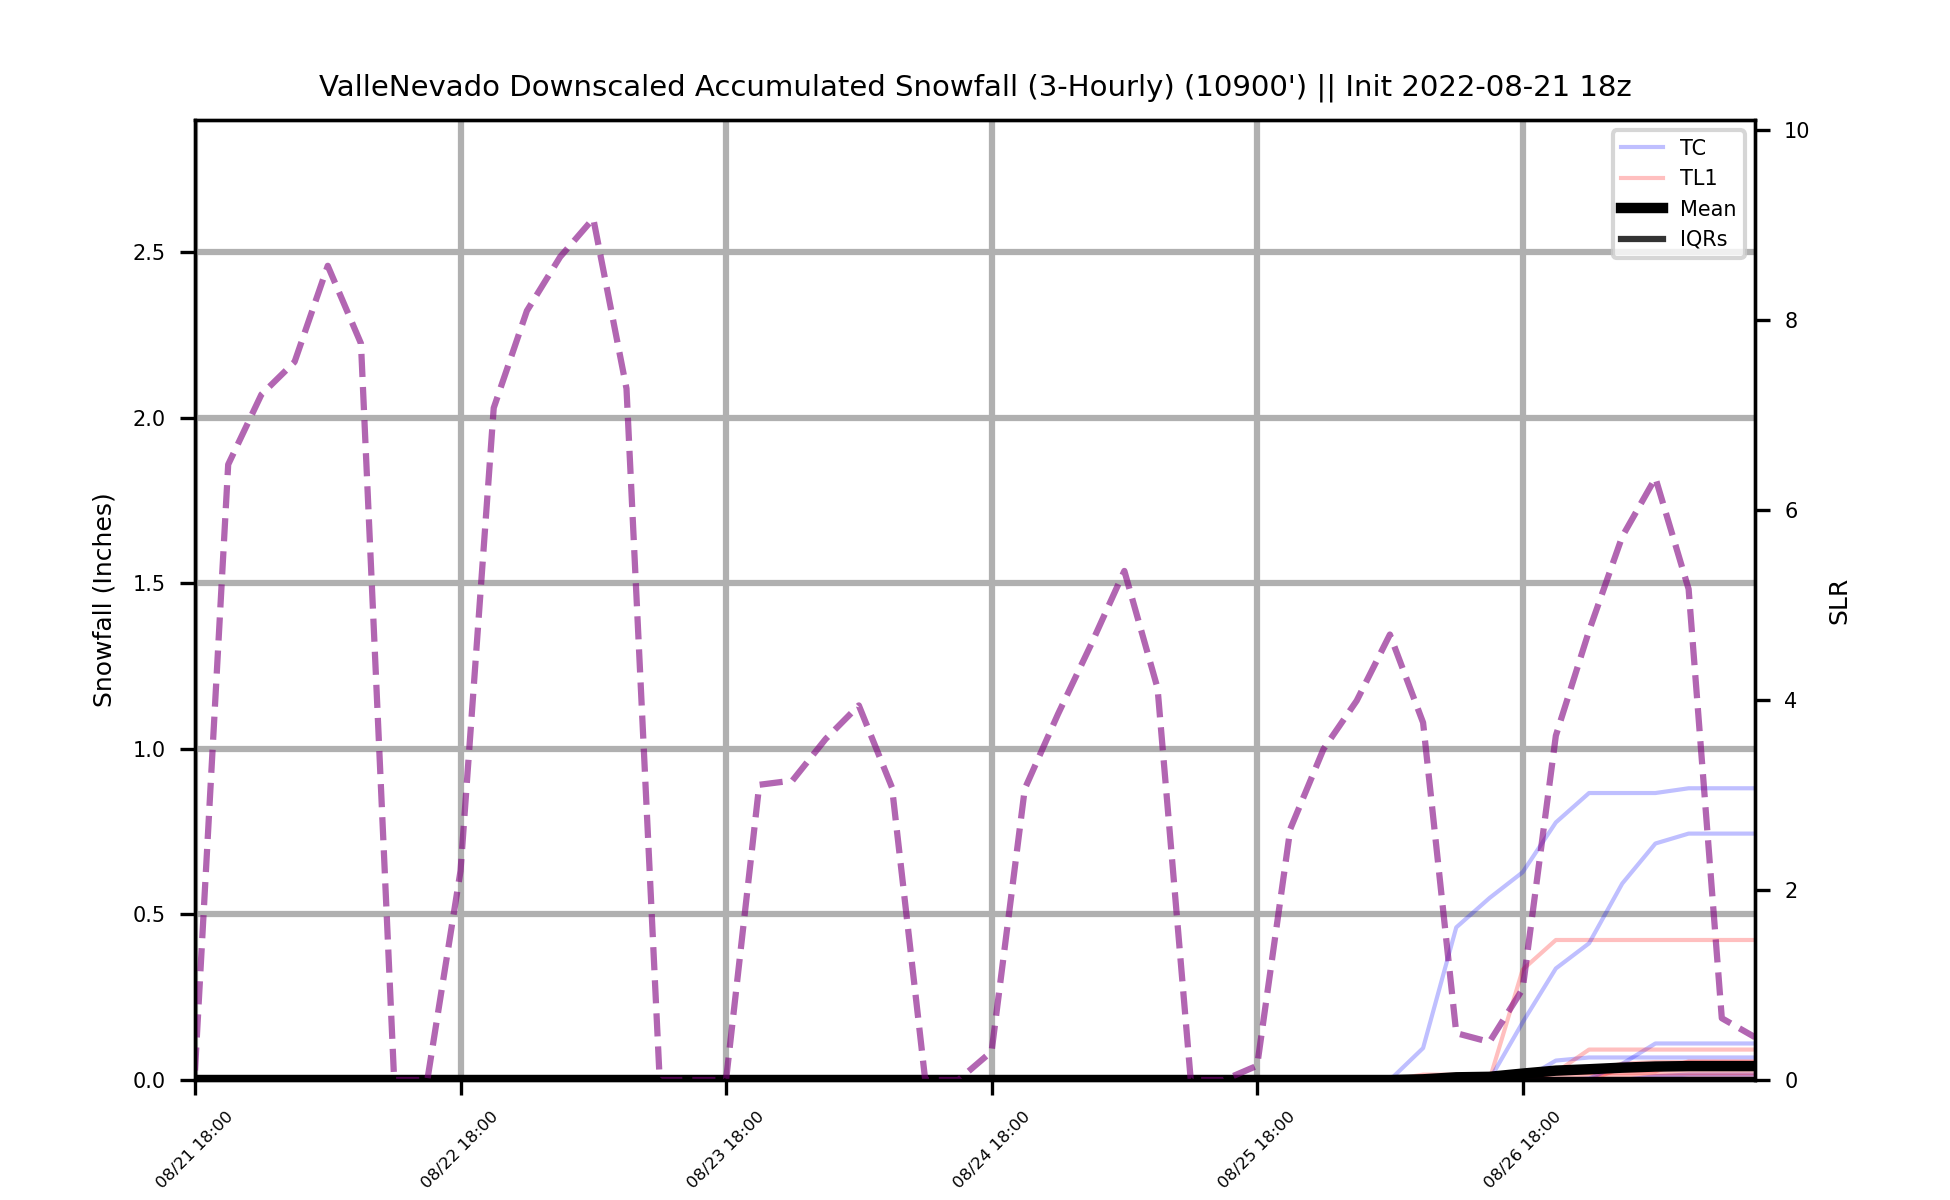 ValleNevado Downscaled Accumulated Snowfall (3-Hourly) (10900') || Init 2022-08-21 18z
TC
TL1
Mean
IQRs
Snowfall (Inches)
2.5
2.0
1.5
1.0
0.5
0.0
10
8
6
4
2
0
SLR
08/21 18:00
08/22 18:00
08/23 18:00
08/24 18:00
08/25 18:00
08/26 18:00